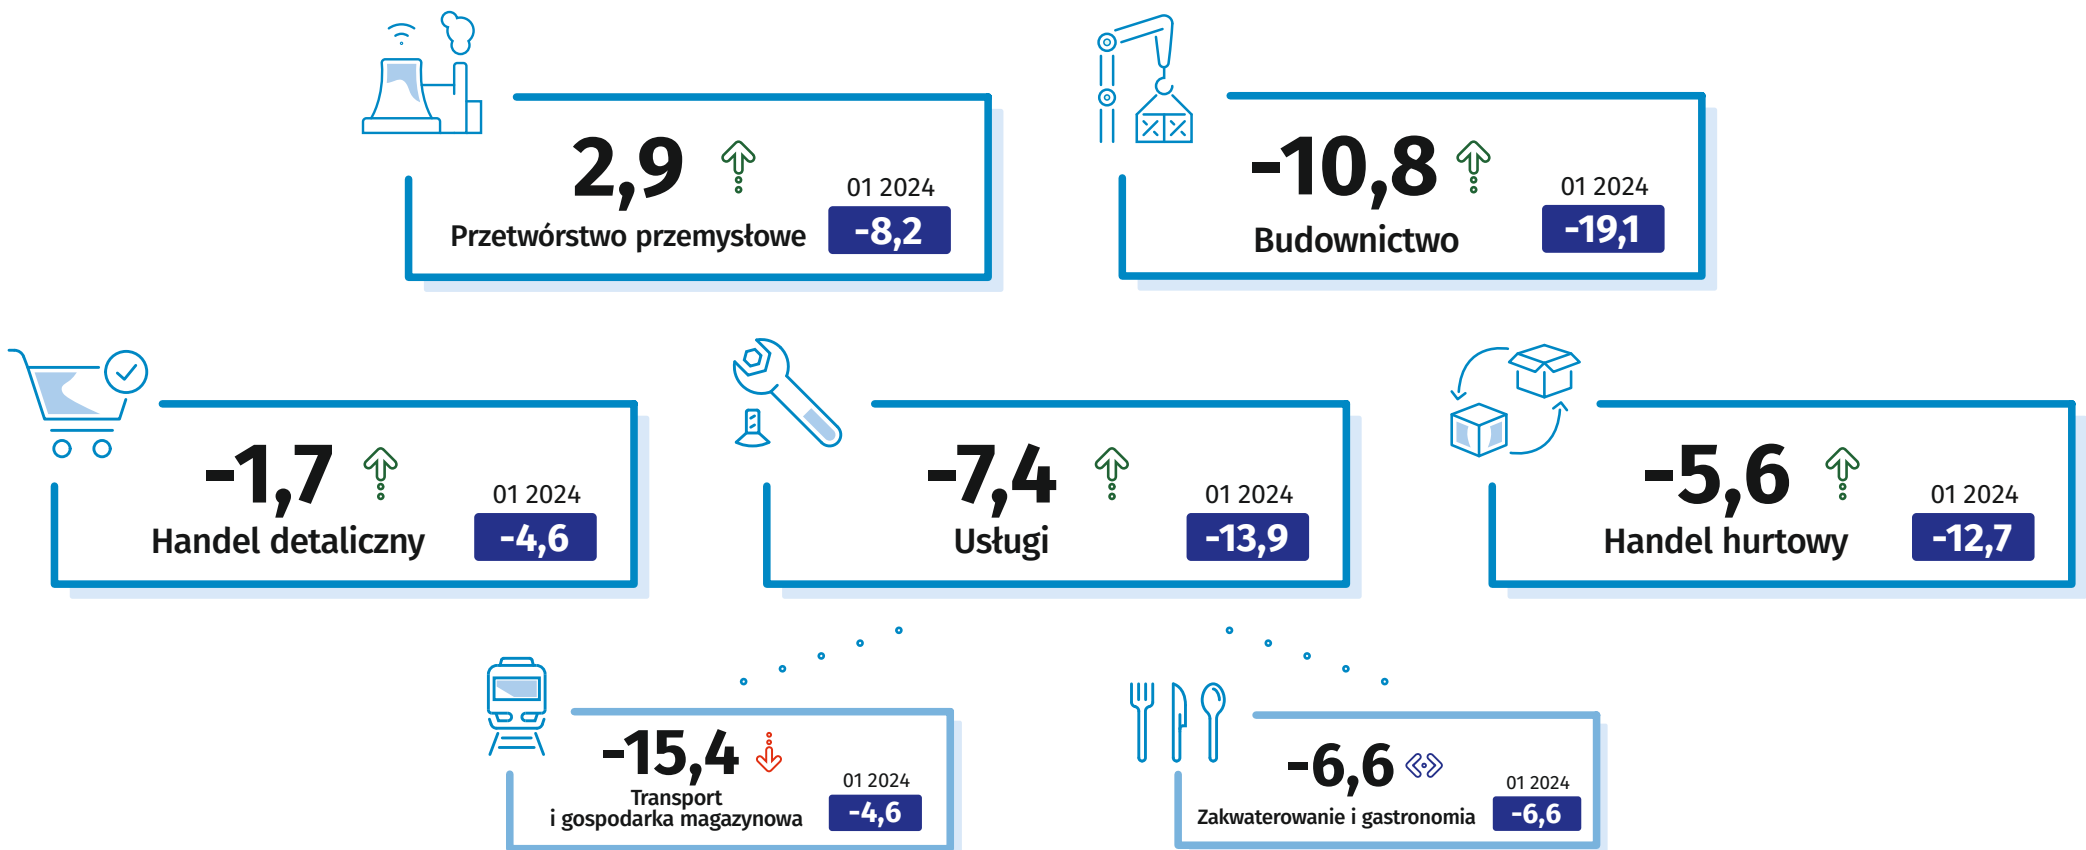 2,9
01 2024
Przetwórstwo przemysłowe
-8,2
-10,8
01 2024
Budownictwo
-19,1
-1,7
01 2024
Handel detaliczny
-4,6
-7,4
01 2024
Usługi
-13,9
-5,6
01 2024
Handel hurtowy
-12,7
-15,4
01 2024
Transport
i gospodarka magazynowa
-4,6
-6,6
01 2024
Zakwaterowanie i gastronomia
-6,6